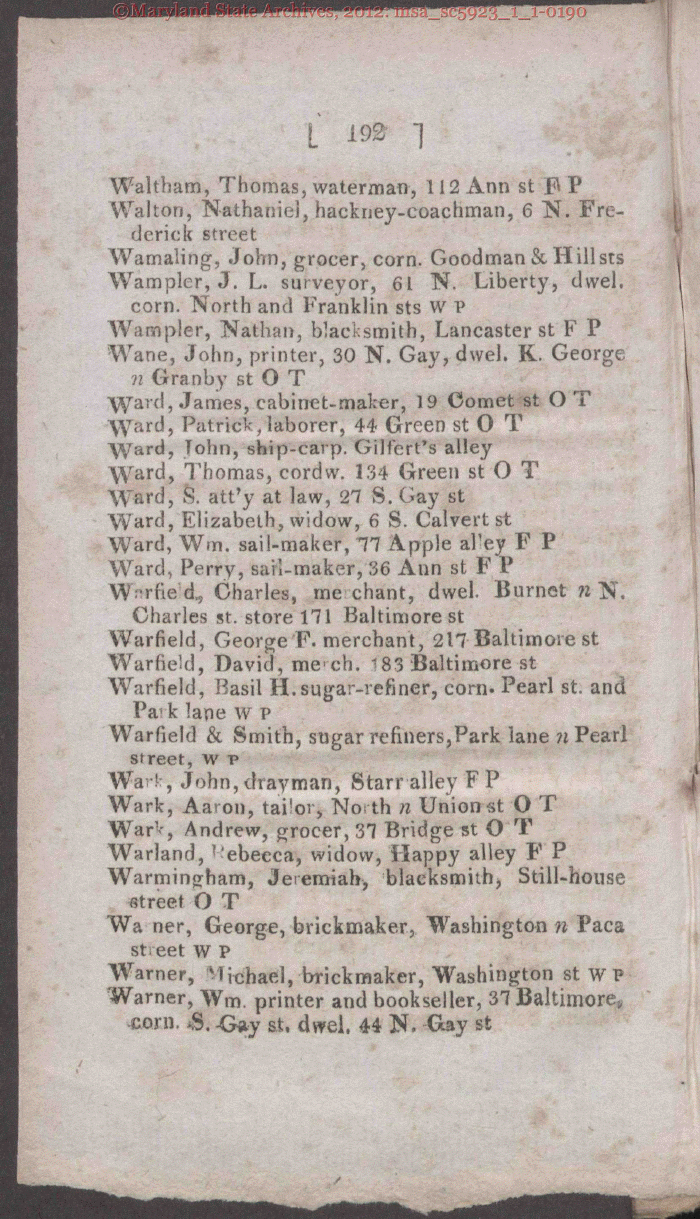 ©Maryland State Archives, 2012: msa_sc5923_1_1-0190
[ 192 ]
Waltham, Thomas, waterman, 112 Ann st F P
Walton, Nathaniel, hackney-coachman, 6 N. Fre-
derick street
Wamaling, John, grocer, corn. Goodman & Hill sts
Wampler, J. L. surveyor, 61 N. Liberty, dwel.
corn. North and Franklin sts W P
Wampler, Nathan, blacksmith, Lancaster st F P
Wane, John, printer, 30 N. Gay, dwel. K. George
n Granby st O T
Ward, James, cabinet-maker, 19 Comet st O T
Ward, Patrick, laborer, 44 Green st O T
Ward, John, ship-carp. Gilfert's alley
Ward, Thomas, cordw. 134 Green st O T
Ward, S. att'y at law, 27 S. Gay st
Ward, Elizabeth, widow, 6 S. Calvert st
Ward, Wm. sail-maker, 77 Apple alley F P
Ward, Perry, sail-maker, 36 Ann st F P
Warfield, Charles, merchant, dwel. Burnet n N.
Charles st. store 171 Baltimore st
Warfield, George F. merchant, 217 Baltimore st
Warfield, David, merch. 183 Baltimore st
Warfield, Basil H. sugar-refiner, corn. Pearl st. and
Park lane W P
Warfield & Smith, sugar refiners, Park lane n Pearl
street, W P
Wark, John, drayman, Starr alley F P
Wark, Aaron, tailor, North n Union st O T
Wark, Andrew, grocer, 37 Bridge st O T
Warland, Rebecca, widow, Happy alley F P
Warmingham, Jeremiah, blacksmith, Still-house
street O T
Warner, George, brickmaker, Washington n Paca
street W P
Warner, Michael, brickmaker, Washington st W P
Warner, Wm. printer and bookseller, 37 Baltimore,
corn. S. Gay st. dwel. 44 N. Gay st